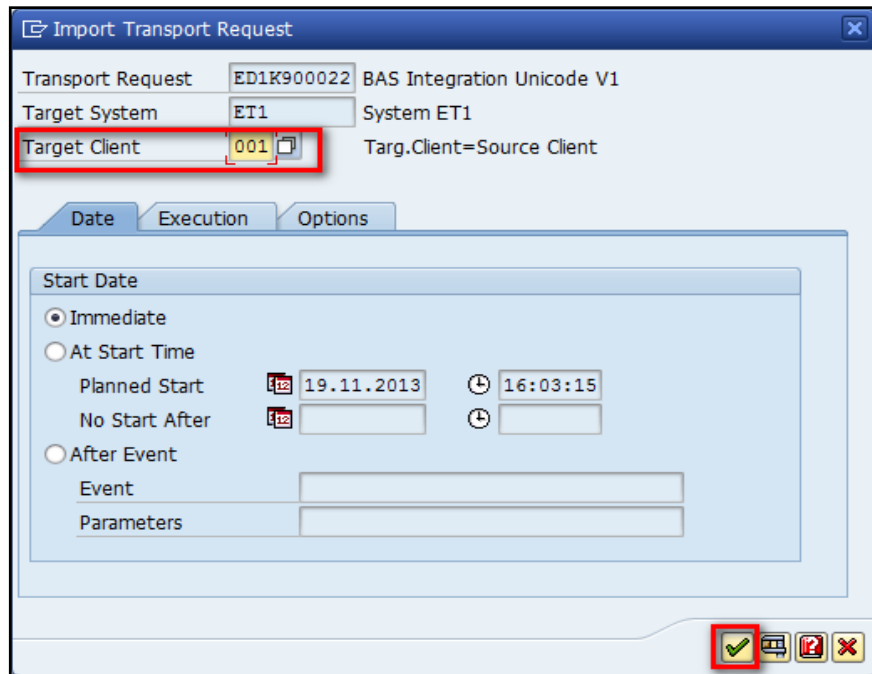 Import Transport Request
Transport Request ED1K900022 BAS Integration Unicode V1
Target System ET1 System ET1
Target Client 001 Targ.Client=Source Client
Date Execution Options
Start Date
Immediate
At Start Time
Planned Start 19.11.2013 16:03:15
No Start After
After Event
Event
Parameters